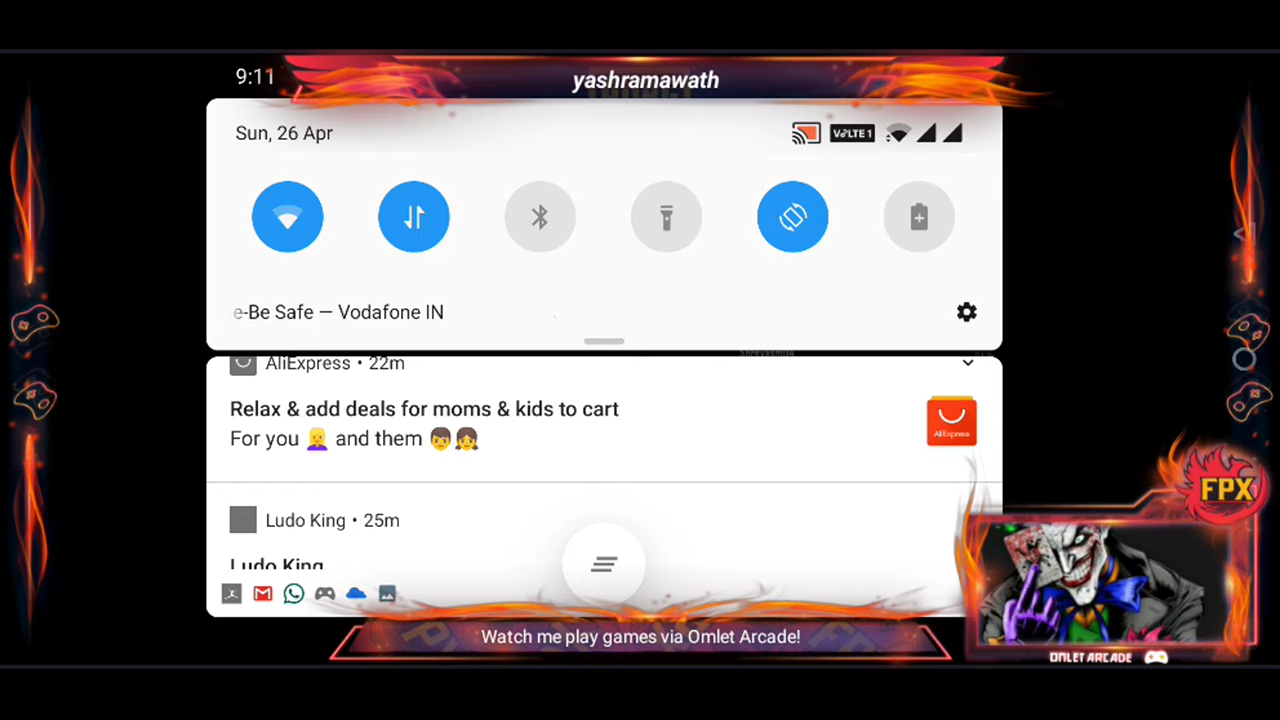 9:11
yashramawath
Sun, 26 Apr
VoLTE 1
e-Be Safe — Vodafone IN
AliExpress • 22m
Relax & add deals for moms & kids to cart
For you 👱‍♀️ and them 👦👧
AliExpress
Ludo King • 25m
Ludo King
FPX
Watch me play games via Omlet Arcade!
OMLET ARCADE